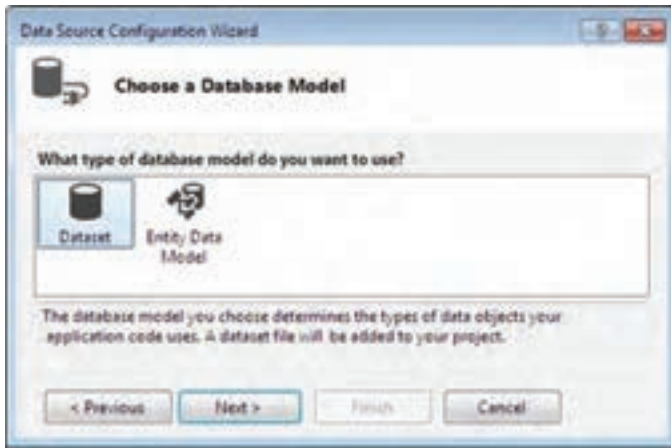 Data Source Configuration Wizard
Choose a Database Model
What type of database model do you want to use?
Dataset
Entity Data
Model
The database model you choose determines the types of data objects your
application code uses. A dataset file will be added to your project.
< Previous
Next >
Finish
Cancel